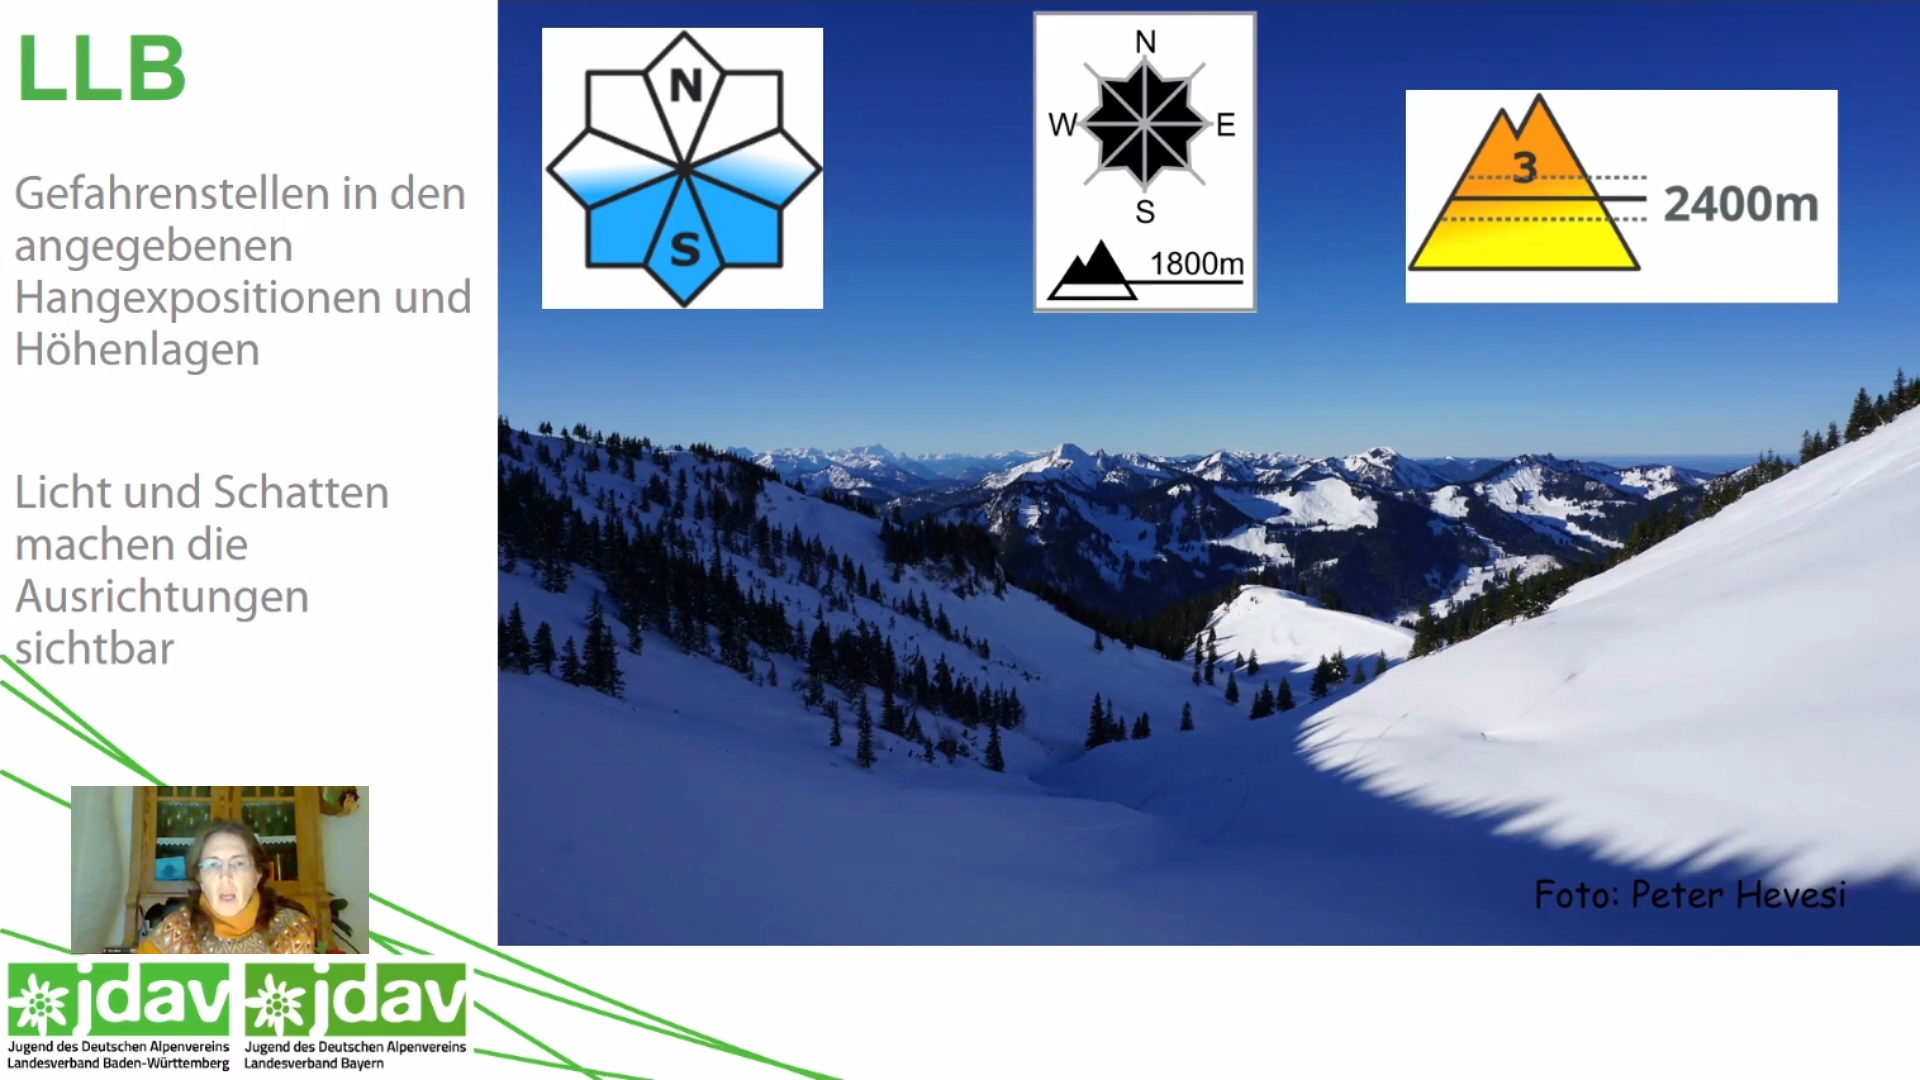 LLB
Gefahrenstellen in den
angegebenen
Hangexpositionen und
Höhenlagen
Licht und Schatten
machen die
Ausrichtungen
sichtbar
N
S
N
W
E
S
1800m
3
2400m
Foto: Peter Hevesi
jdav
Jugend des Deutschen Alpenvereins
Landesverband Baden-Württemberg
jdav
Jugend des Deutschen Alpenvereins
Landesverband Bayern